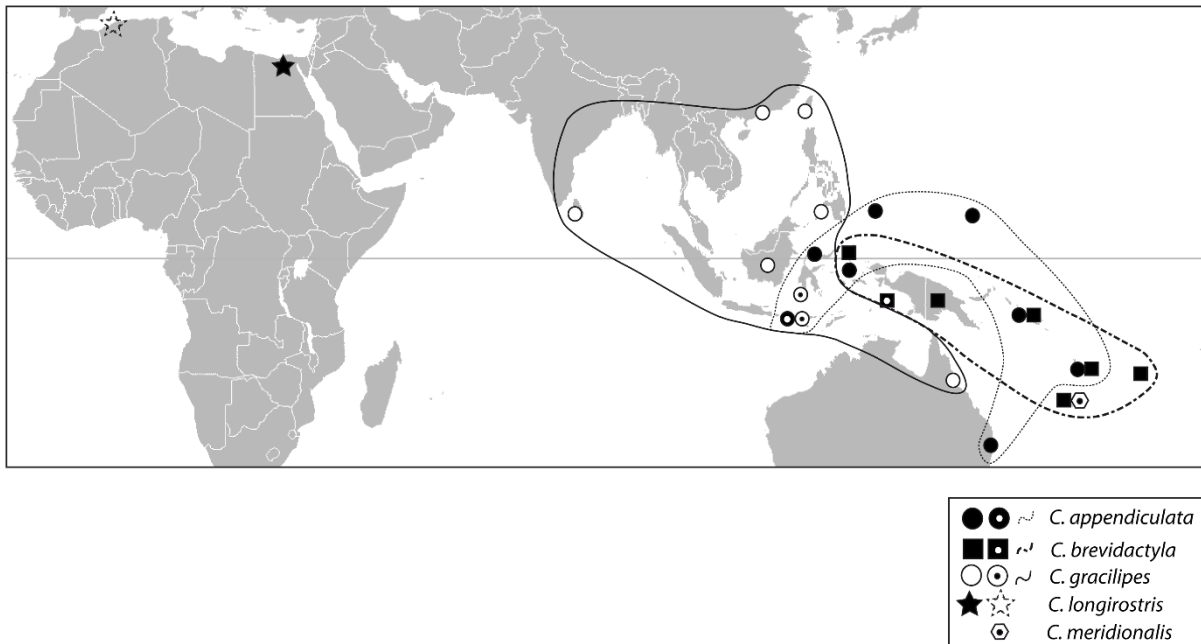 C. appendiculata
C. brevidactyla
C. gracilipes
C. longirostris
C. meridionalis